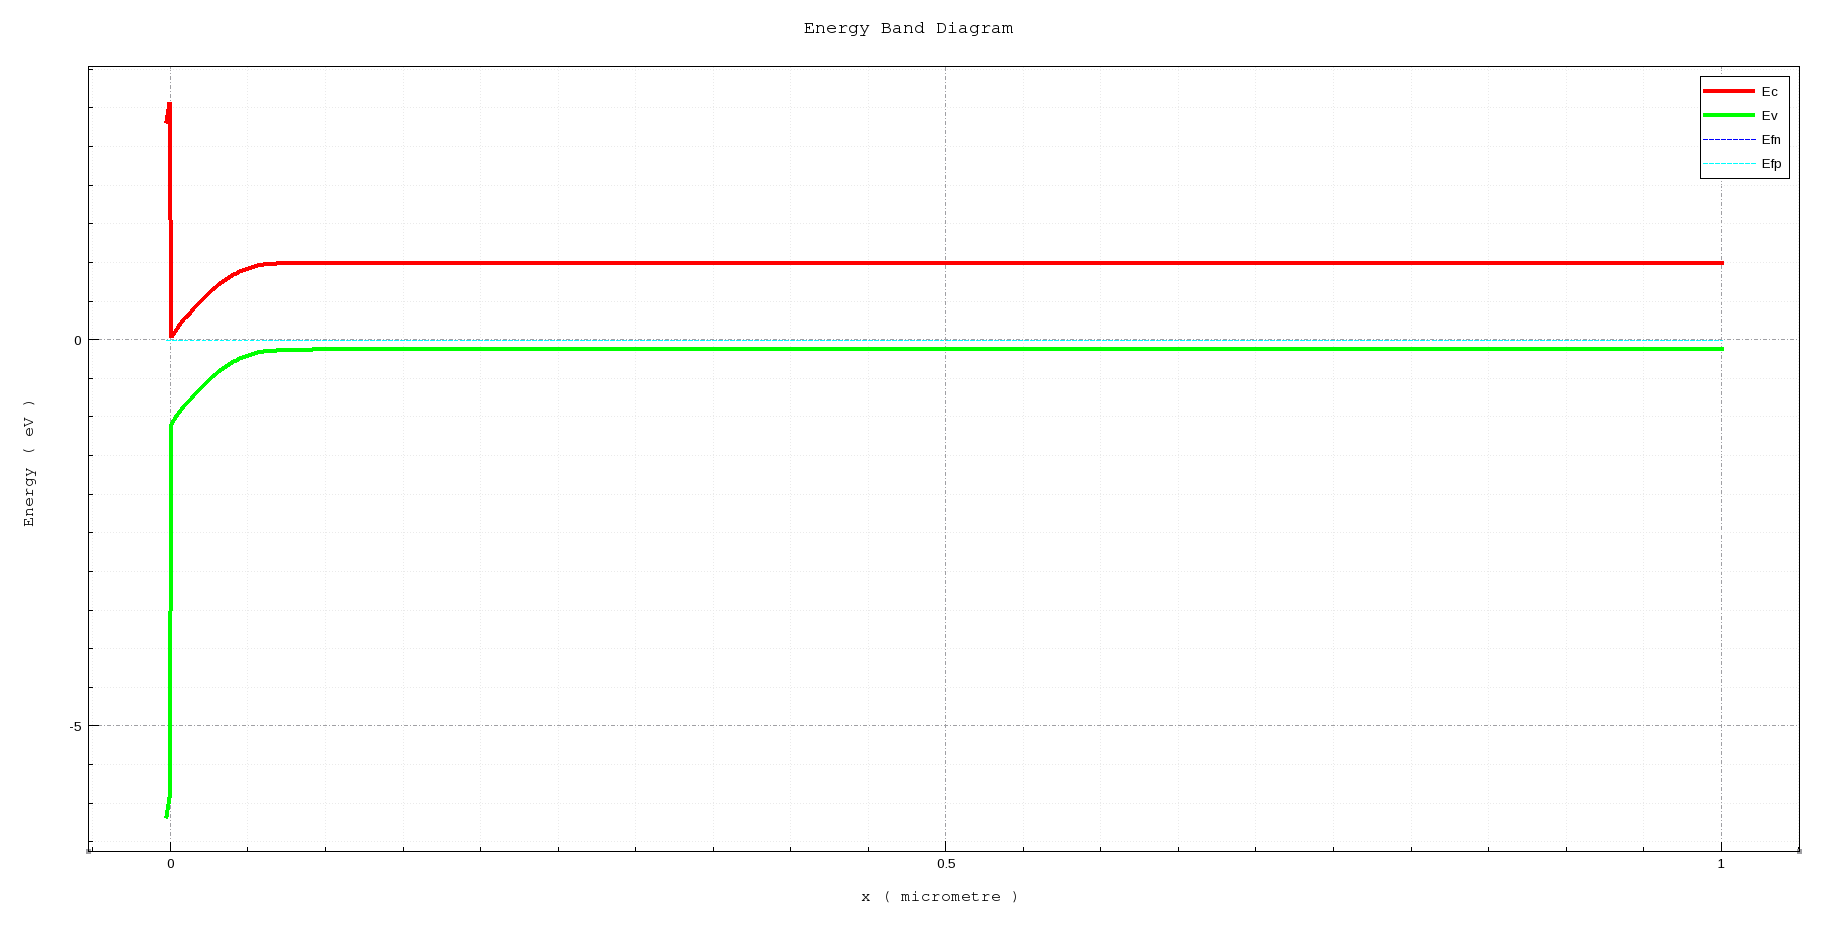 Energy Band Diagram
Ec
Ev
Efn
Efp
0
-5
Energy ( eV )
0
0.5
1
x ( micrometre )